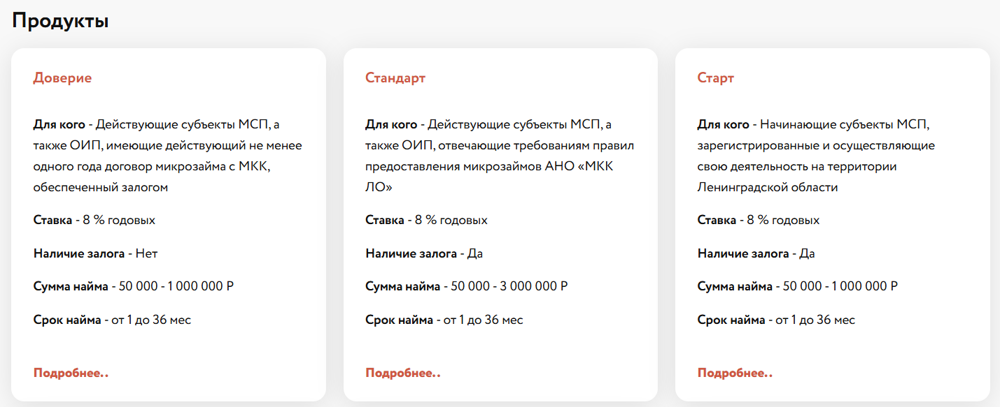 Продукты
Доверие
Для кого - Действующие субъекты МСП, а
также ОИП, имеющие действующий не менее
одного года договор микрозайма с МКК,
обеспеченный залогом
Ставка - 8 % годовых
Наличие залога - Нет
Сумма найма - 50 000 - 1 000 000 Р
Срок найма - от 1 до 36 мес
Подробнее..
Стандарт
Для кого - Действующие субъекты МСП, а
также ОИП, отвечающие требованиям правил
предоставления микрозаймов АНО «МКК
ЛО»
Ставка - 8 % годовых
Наличие залога - Да
Сумма найма - 50 000 - 3 000 000 Р
Срок найма - от 1 до 36 мес
Подробнее..
Старт
Для кого - Начинающие субъекты МСП,
зарегистрированные и осуществляющие
свою деятельность на территории
Ленинградской области
Ставка - 8 % годовых
Наличие залога - Да
Сумма найма - 50 000 - 1 000 000 Р
Срок найма - от 1 до 36 мес
Подробнее..